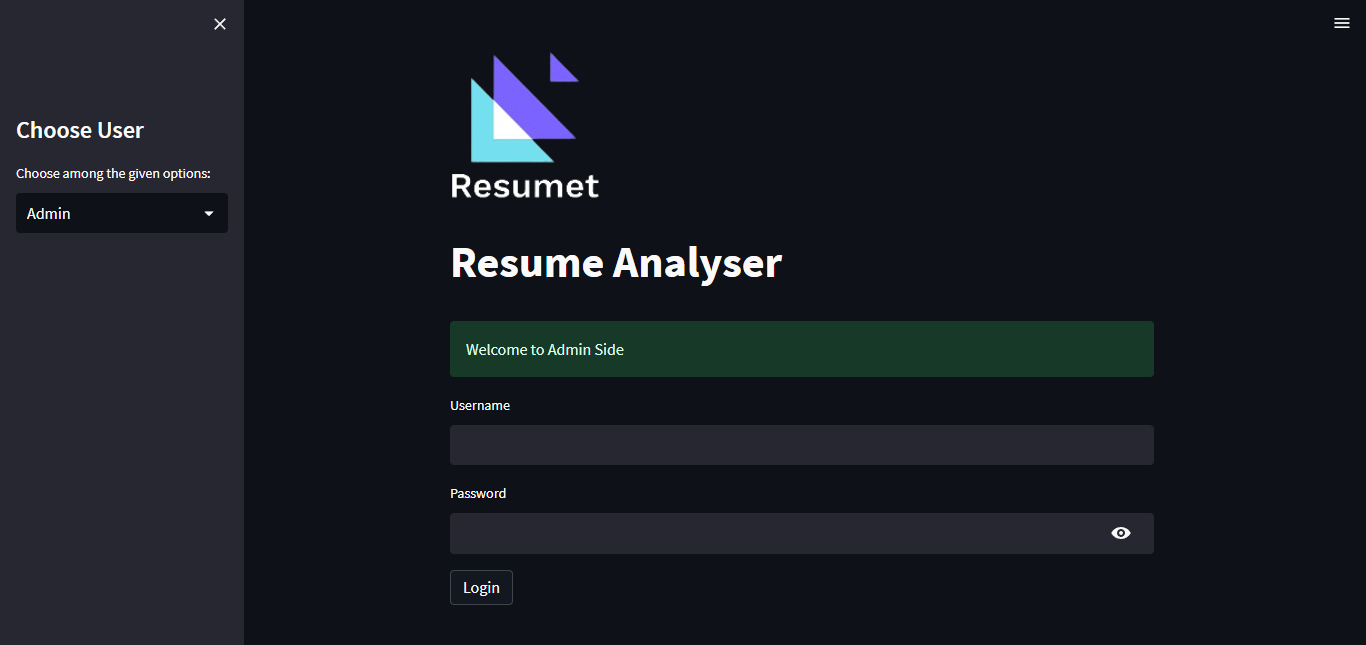 Choose User
Choose among the given options:
Admin
Resumet
Resume Analyser
Welcome to Admin Side
Username
Password
Login